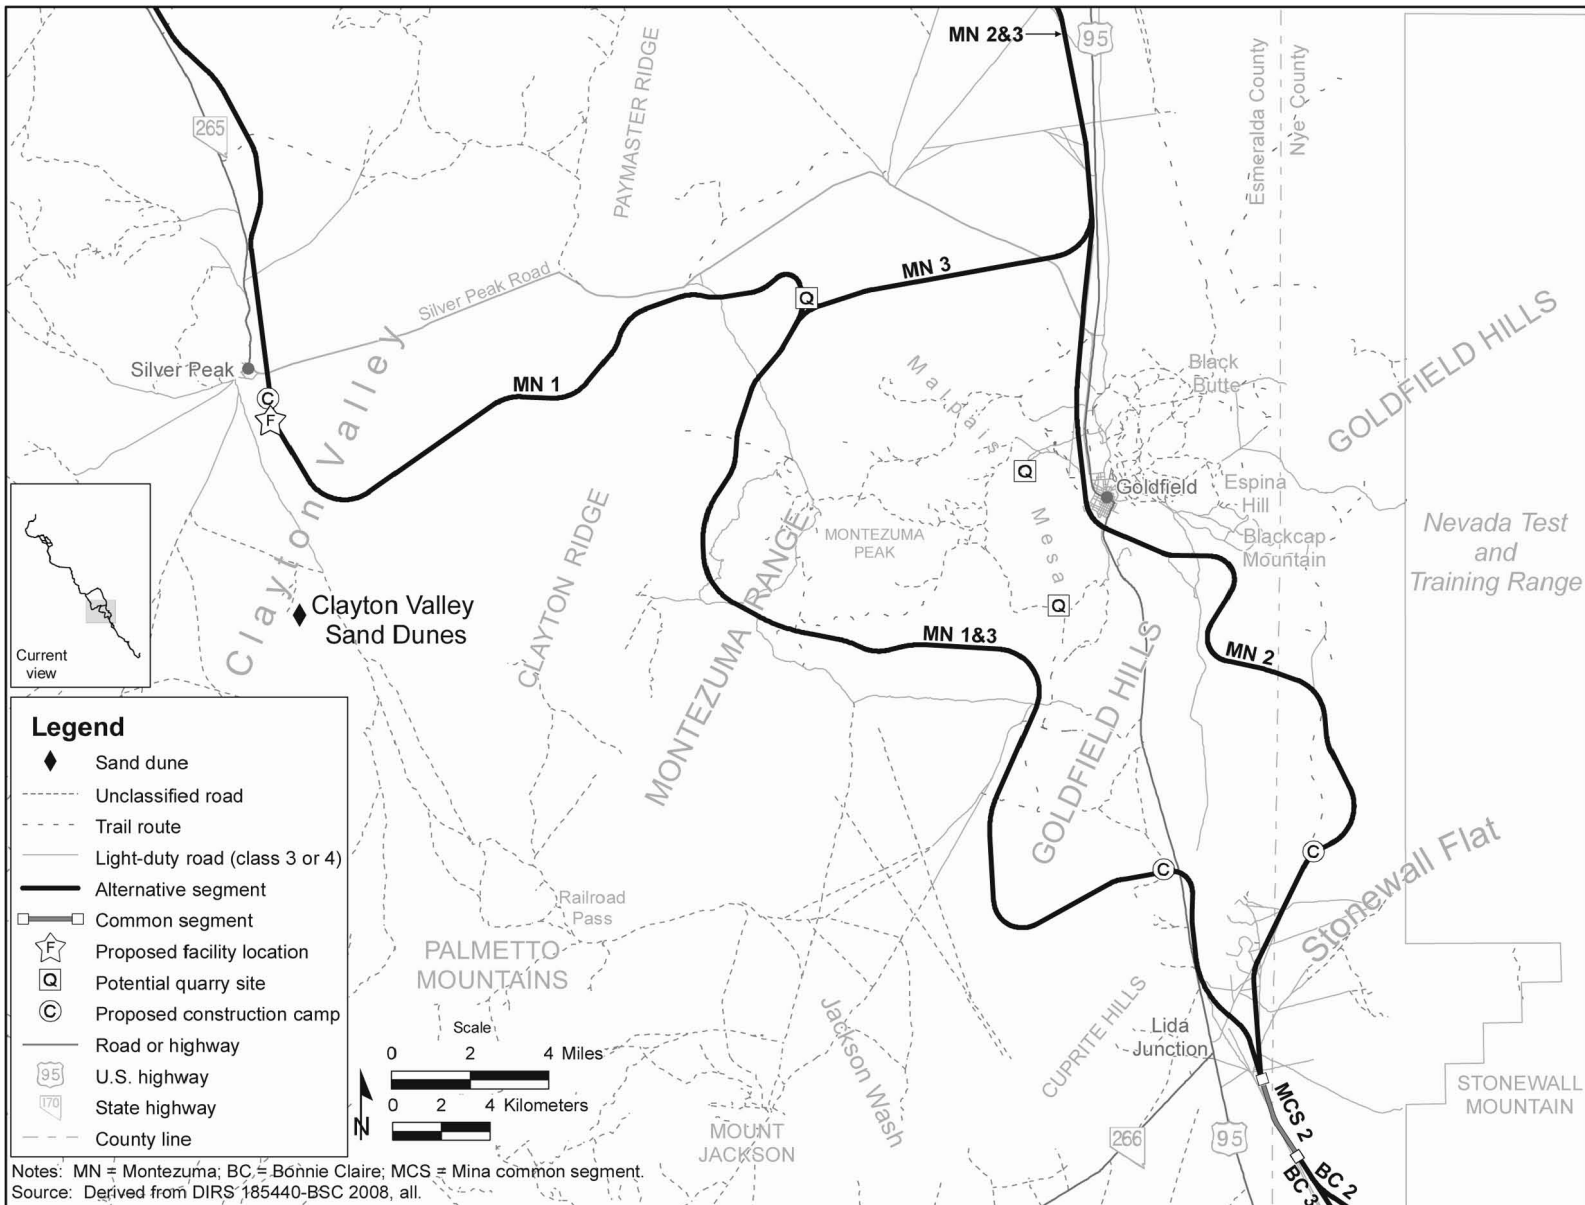 MN 2&3
95
Esmeralda County
Nye County
265
PAYMASTER RIDGE
MN 3
Silver Peak Road
Q
Silver Peak
C
F
MN 1
Clayton Valley
Malpais Mesa
Black
Butte
GOLDFIELD HILLS
Q
Goldfield
Espina
Hill
Blackcap
Mountain
Nevada Test
and
Training Range
MONTEZUMA
PEAK
CLAYTON RIDGE
MONTEZUMA RANGE
Q
Clayton Valley
Sand Dunes
MN 1&3
MN 2
GOLDFIELD HILLS
Current
view
C
C
Stonewall Flat
Railroad
Pass
PALMETTO
MOUNTAINS
Jackson Wash
CUPRITE HILLS
Lida
Junction
STONEWALL
MOUNTAIN
MOUNT
JACKSON
266
95
MCS 2
BC 2
BC 3
Legend
Sand dune
Unclassified road
Trail route
Light-duty road (class 3 or 4)
Alternative segment
Common segment
F Proposed facility location
Q Potential quarry site
C Proposed construction camp
Road or highway
95 U.S. highway
170 State highway
County line
Scale
0 2 4 Miles
0 2 4 Kilometers
N
Notes: MN = Montezuma; BC = Bonnie Claire; MCS = Mina common segment.
Source: Derived from DIRS 185440-BSC 2008, all.